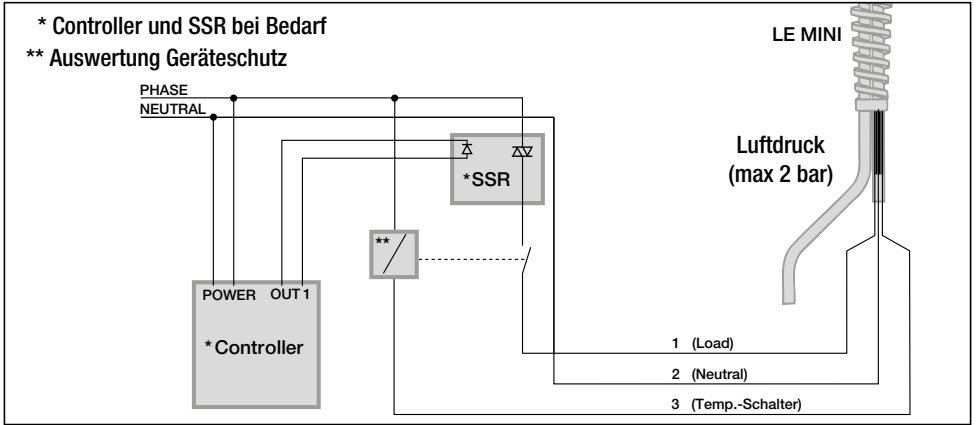 * Controller und SSR bei Bedarf
** Auswertung Geräteschutz
LE MINI
PHASE
NEUTRAL
Luftdruck
(max 2 bar)
*SSR
**
POWER OUT 1
*Controller
1 (Load)
2 (Neutral)
3 (Temp.-Schalter)